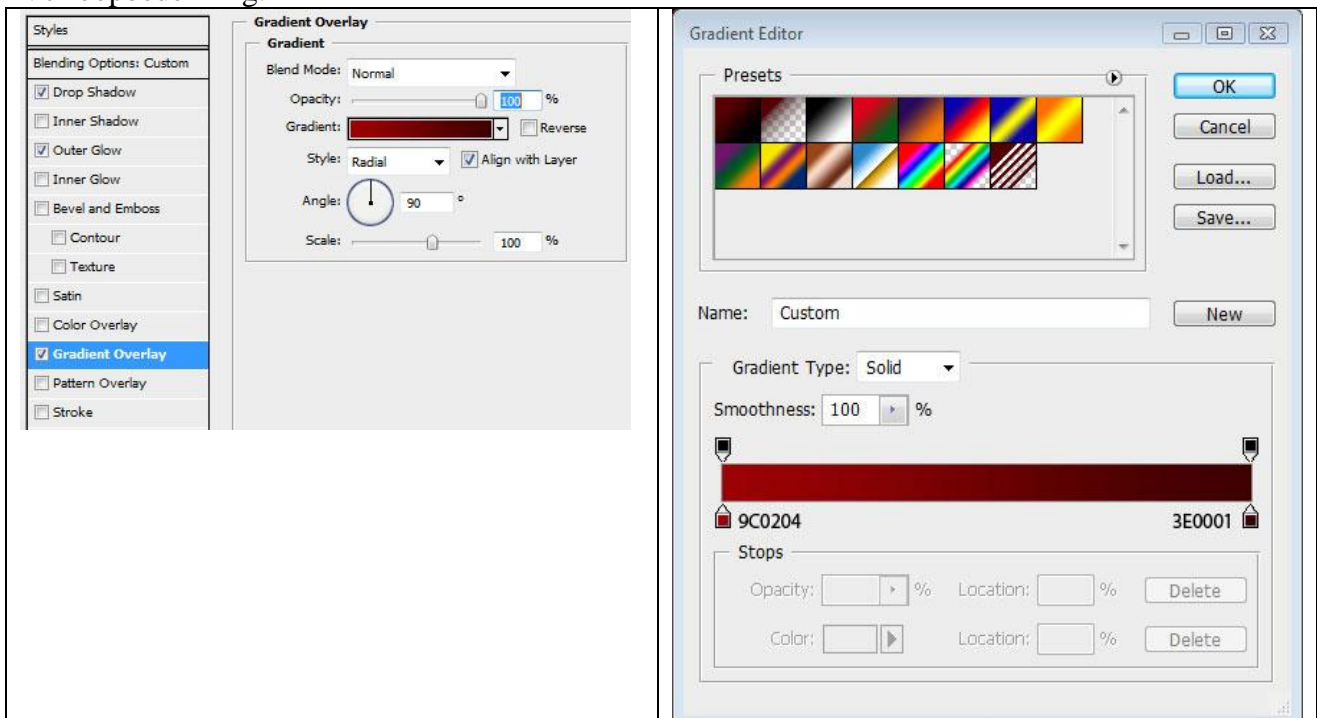 Styles
Blending Options: Custom
Drop Shadow
Inner Shadow
Outer Glow
Inner Glow
Bevel and Emboss
Contour
Texture
Satin
Color Overlay
Gradient Overlay
Pattern Overlay
Stroke
Gradient Overlay
Gradient
Blend Mode: Normal
Opacity: 100 %
Gradient: Reverse
Style: Radial Align with Layer
Angle: 90 °
Scale: 100 %
Gradient Editor
Presets
OK
Cancel
Load...
Save...
Name: Custom New
Gradient Type: Solid
Smoothness: 100 %
9C0204 3E0001
Stops
Opacity: % Location: % Delete
Color: Location: % Delete